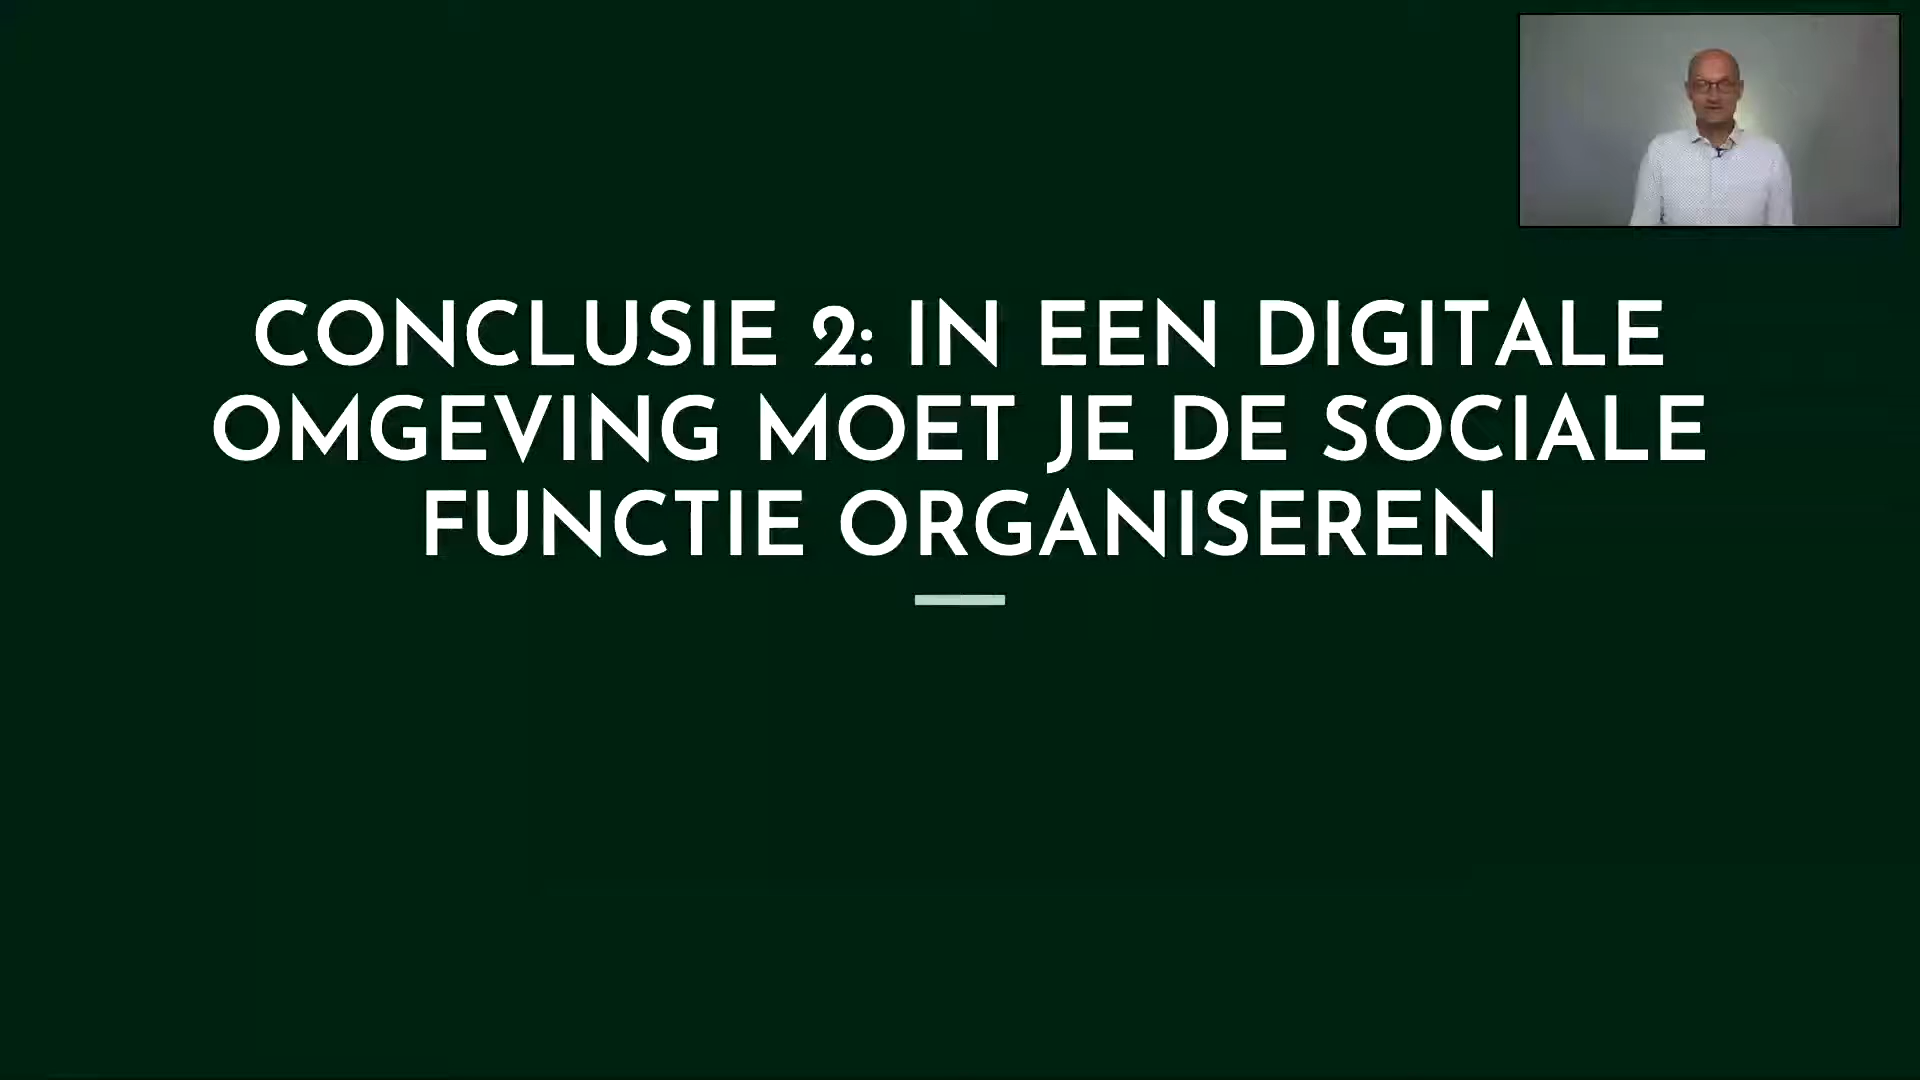 CONCLUSIE 2: IN EEN DIGITALE
OMGEVING MOET JE DE SOCIALE
FUNCTIE ORGANISEREN